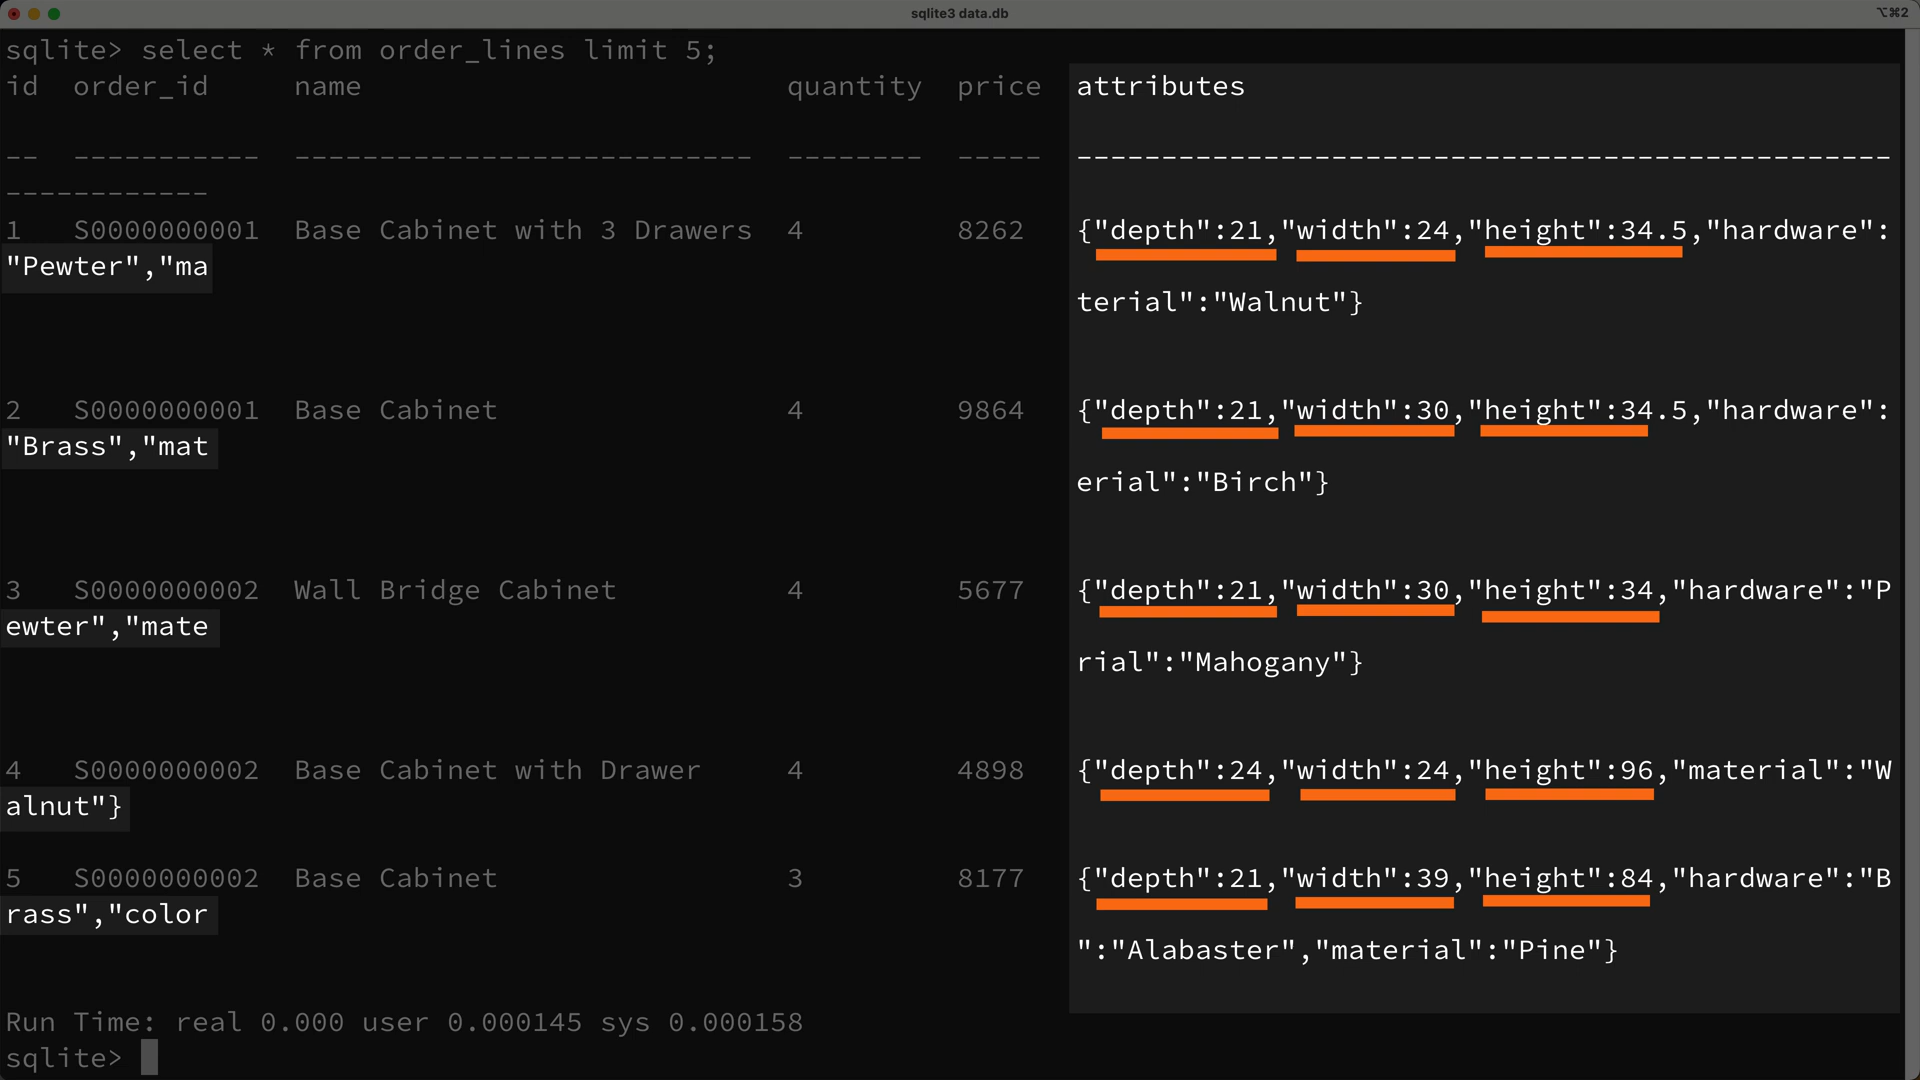 sqlite3 data.db
⌥⌘2
sqlite> select * from order_lines limit 5;
id order_id name quantity price attributes
-- ----------- --------------------------- -------- ----- ------------------------------------------------
------------
1 S0000000001 Base Cabinet with 3 Drawers 4 8262 {"depth":21,"width":24,"height":34.5,"hardware":
"Pewter","ma
terial":"Walnut"}
2 S0000000001 Base Cabinet 4 9864 {"depth":21,"width":30,"height":34.5,"hardware":
"Brass","mat
erial":"Birch"}
3 S0000000002 Wall Bridge Cabinet 4 5677 {"depth":21,"width":30,"height":34,"hardware":"P
ewter","mate
rial":"Mahogany"}
4 S0000000002 Base Cabinet with Drawer 4 4898 {"depth":24,"width":24,"height":96,"material":"W
alnut"}
5 S0000000002 Base Cabinet 3 8177 {"depth":21,"width":39,"height":84,"hardware":"B
rass","color
":"Alabaster","material":"Pine"}
Run Time: real 0.000 user 0.000145 sys 0.000158
sqlite>